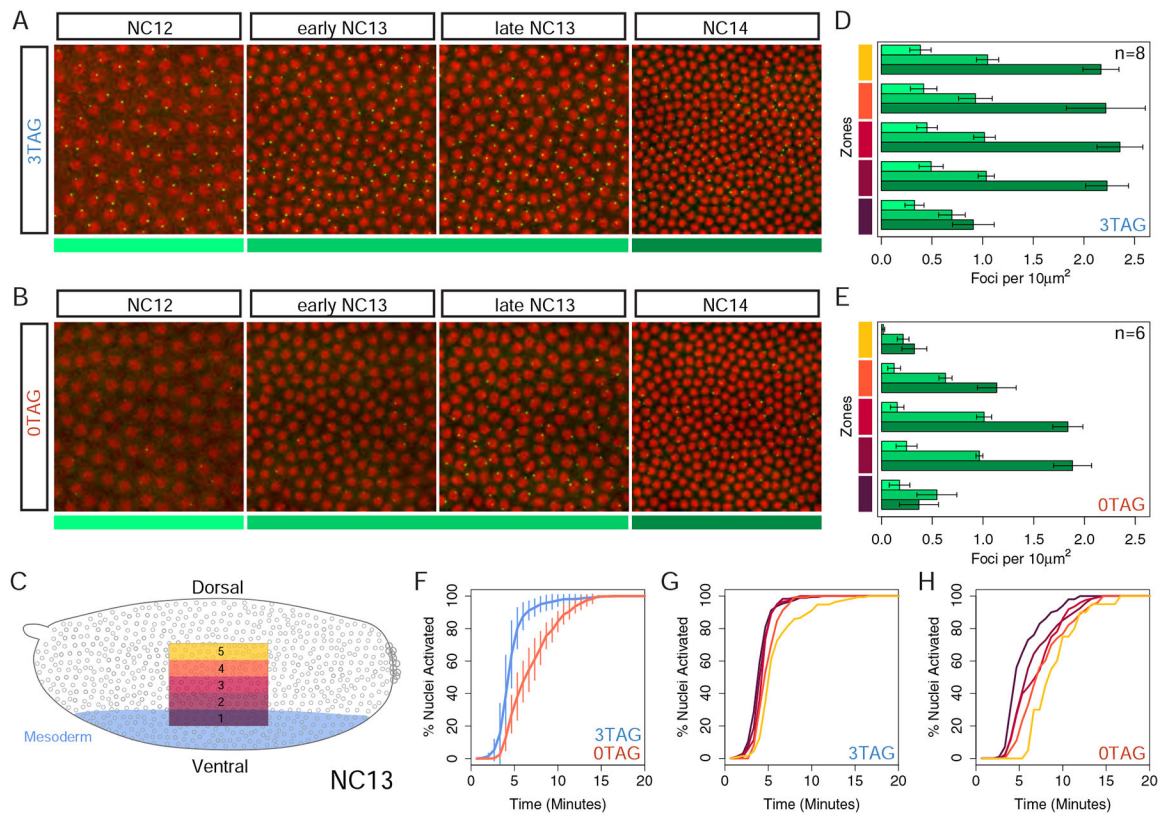 A
NC12
early NC13
late NC13
NC14
3TAG
B
NC12
early NC13
late NC13
NC14
0TAG
D
n=8
Zones
3TAG
0.0 0.5 1.0 1.5 2.0 2.5
Foci per 10μm²
E
n=6
Zones
0TAG
0.0 0.5 1.0 1.5 2.0 2.5
Foci per 10μm²
C
Dorsal
5
4
3
2
1
Mesoderm
Ventral
NC13
F
% Nuclei Activated
100
80
60
40
20
0
3TAG
0TAG
0 5 10 15 20
Time (Minutes)
G
% Nuclei Activated
100
80
60
40
20
0
3TAG
0 5 10 15 20
Time (Minutes)
H
% Nuclei Activated
100
80
60
40
20
0
0TAG
0 5 10 15 20
Time (Minutes)